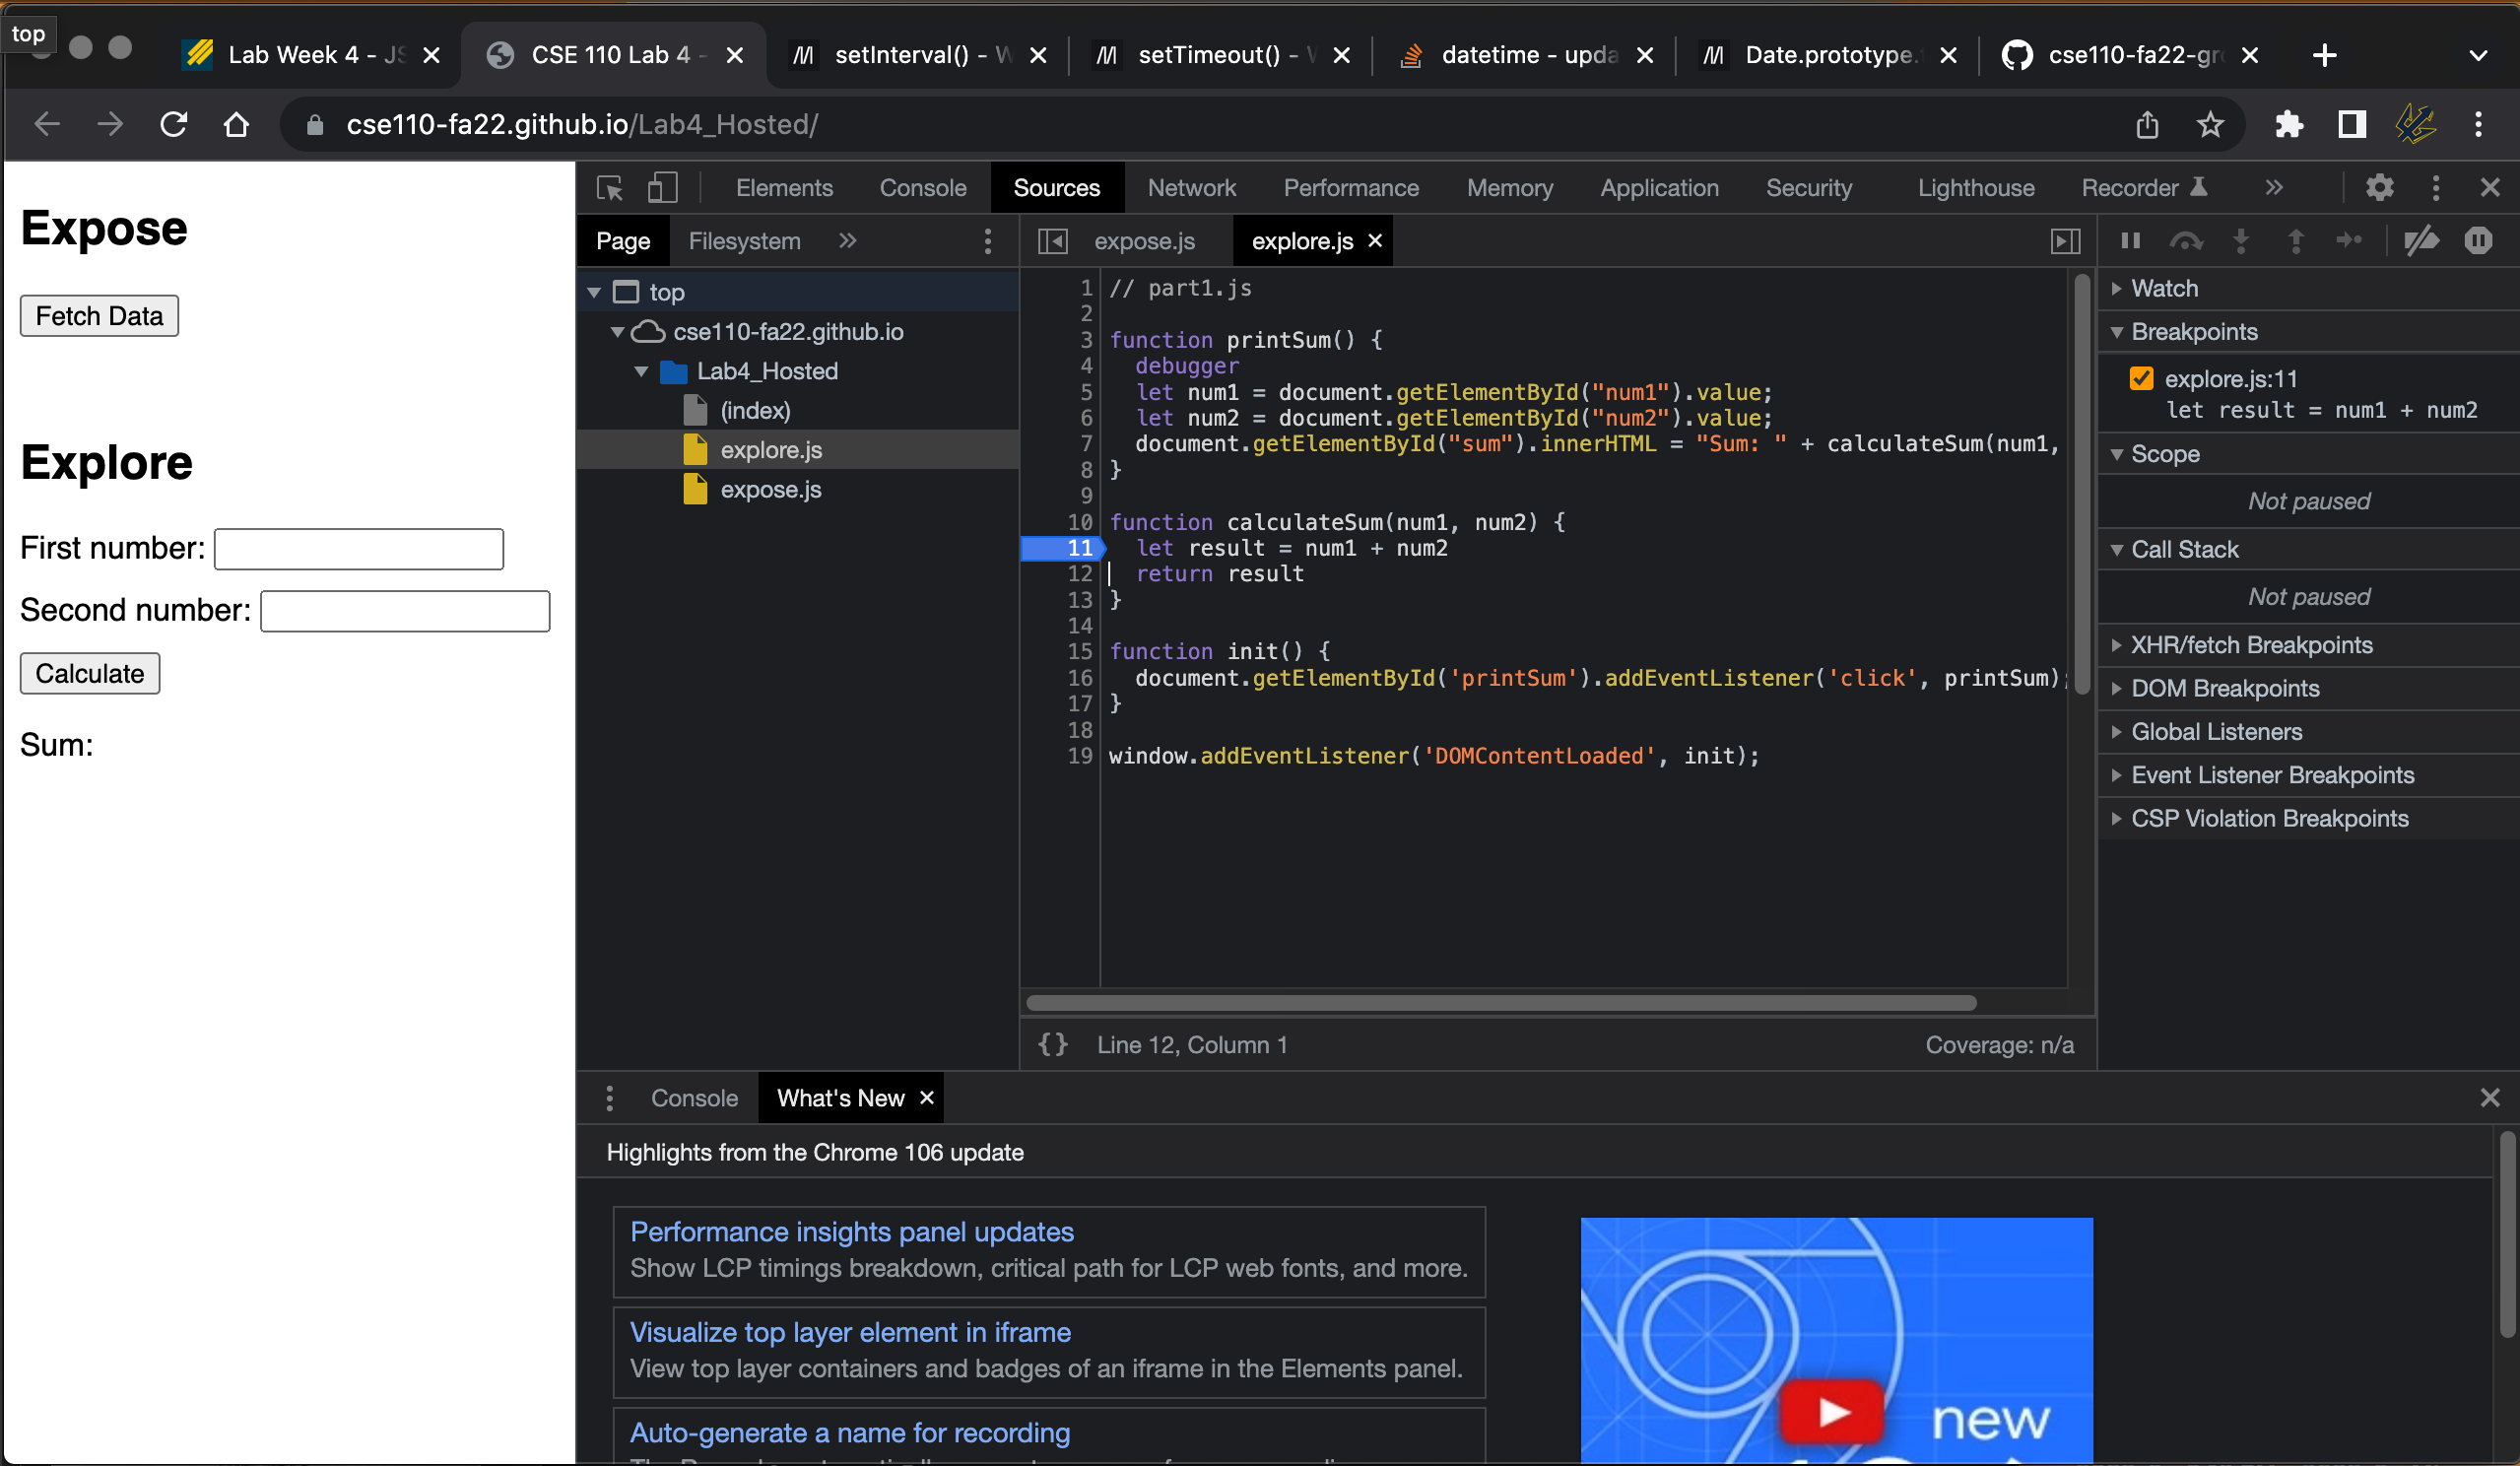 top
Lab Week 4 - JS
CSE 110 Lab 4 -
setInterval() - W
setTimeout() - W
datetime - upda
Date.prototype.
cse110-fa22-gr
cse110-fa22.github.io/Lab4_Hosted/
Expose
Fetch Data
Explore
First number:
Second number:
Calculate
Sum:
Elements Console Sources Network Performance Memory Application Security Lighthouse Recorder
Page Filesystem
top
cse110-fa22.github.io
Lab4_Hosted
(index)
explore.js
expose.js
expose.js explore.js
1 // part1.js
2
3 function printSum() {
4 debugger
5 let num1 = document.getElementById("num1").value;
6 let num2 = document.getElementById("num2").value;
7 document.getElementById("sum").innerHTML = "Sum: " + calculateSum(num1,
8 }
9
10 function calculateSum(num1, num2) {
11 let result = num1 + num2
12 return result
13 }
14
15 function init() {
16 document.getElementById('printSum').addEventListener('click', printSum);
17 }
18
19 window.addEventListener('DOMContentLoaded', init);
{} Line 12, Column 1 Coverage: n/a
Watch
Breakpoints
explore.js:11
let result = num1 + num2
Scope
Not paused
Call Stack
Not paused
XHR/fetch Breakpoints
DOM Breakpoints
Global Listeners
Event Listener Breakpoints
CSP Violation Breakpoints
Console What's New
Highlights from the Chrome 106 update
Performance insights panel updates
Show LCP timings breakdown, critical path for LCP web fonts, and more.
Visualize top layer element in iframe
View top layer containers and badges of an iframe in the Elements panel.
Auto-generate a name for recording
new